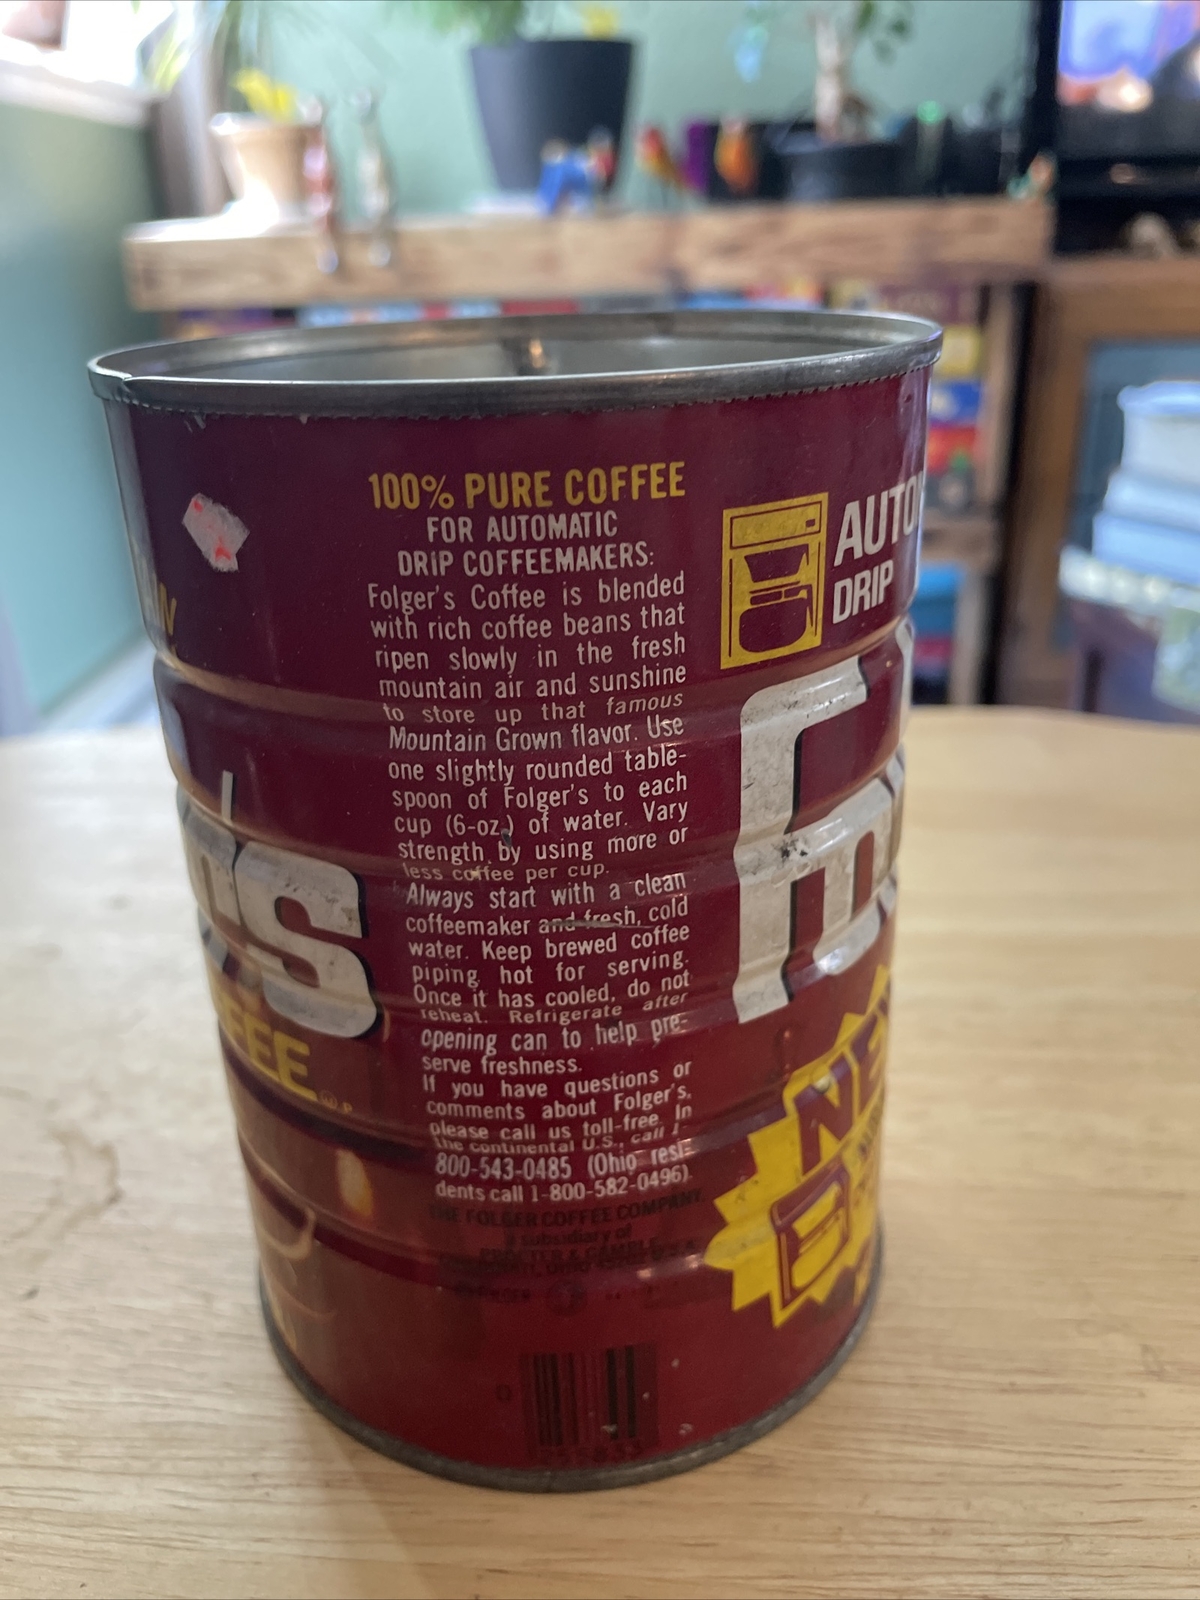 100% PURE COFFEE
FOR AUTOMATIC
DRIP COFFEEMAKERS:
Folger's Coffee is blended
with rich coffee beans that
ripen slowly in the fresh
mountain air and sunshine
to store up that famous
Mountain Grown flavor. Use
one slightly rounded table-
spoon of Folger's to each
cup (6-oz.) of water. Vary
strength by using more or
less coffee per cup.
Always start with a clean
coffeemaker and fresh, cold
water. Keep brewed coffee
piping hot for serving.
Once it has cooled, do not
reheat. Refrigerate after
opening can to help pre-
serve freshness.
If you have questions or
comments about Folger's,
please call us toll-free. In
the continental U.S., call 1-
800-543-0485 (Ohio resi-
dents call 1-800-582-0496).
THE FOLGER COFFEE COMPANY
a subsidiary of
PROCTER & GAMBLE
AUTO
DRIP
NEW